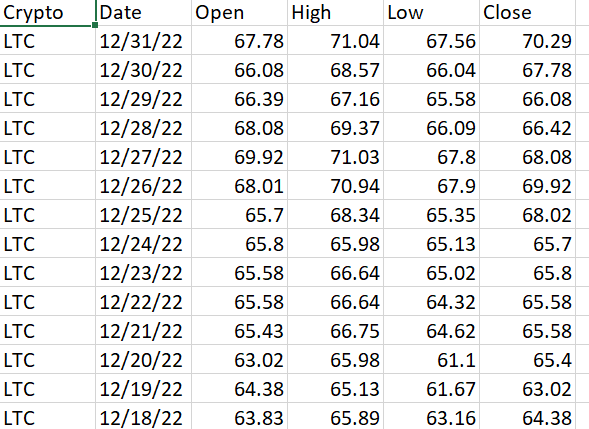 Crypto Date Open High Low Close
LTC 12/31/22 67.78 71.04 67.56 70.29
LTC 12/30/22 66.08 68.57 66.04 67.78
LTC 12/29/22 66.39 67.16 65.58 66.08
LTC 12/28/22 68.08 69.37 66.09 66.42
LTC 12/27/22 69.92 71.03 67.8 68.08
LTC 12/26/22 68.01 70.94 67.9 69.92
LTC 12/25/22 65.7 68.34 65.35 68.02
LTC 12/24/22 65.8 65.98 65.13 65.7
LTC 12/23/22 65.58 66.64 65.02 65.8
LTC 12/22/22 65.58 66.64 64.32 65.58
LTC 12/21/22 65.43 66.75 64.62 65.58
LTC 12/20/22 63.02 65.98 61.1 65.4
LTC 12/19/22 64.38 65.13 61.67 63.02
LTC 12/18/22 63.83 65.89 63.16 64.38